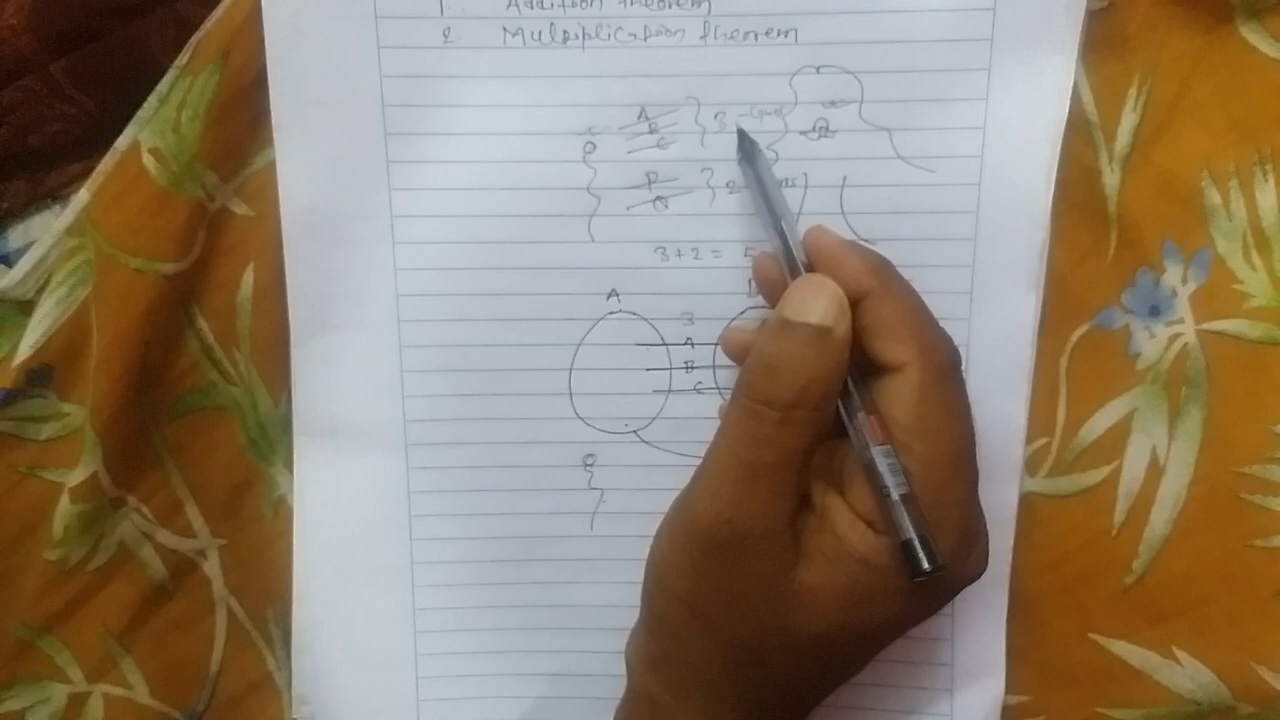 1. Addition theorem
2 Multiplication theorem
A
B } 3
C
P } 2
Q
3 + 2 = 5
A
3
A
B
C